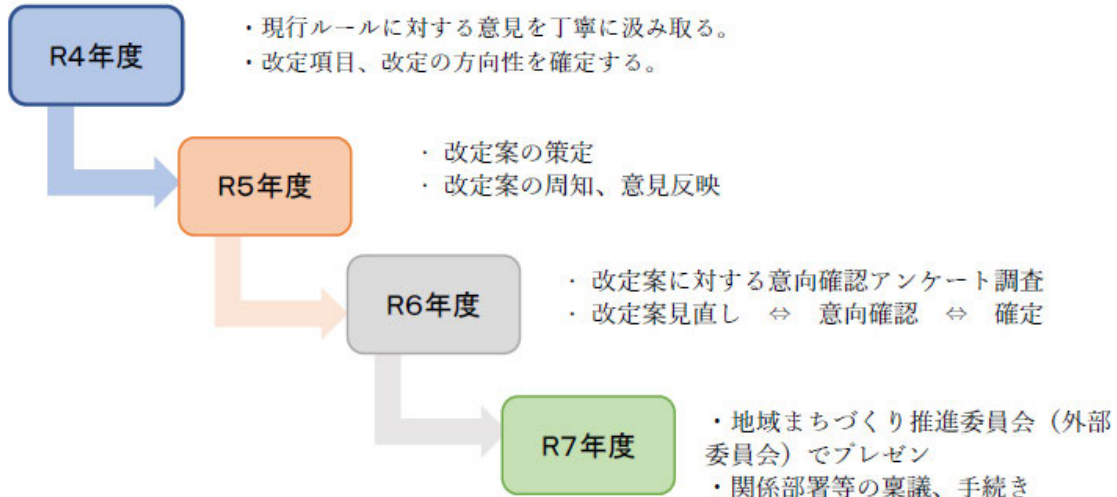 R4年度
・現行ルールに対する意見を丁寧に汲み取る。
・改定項目、改定の方向性を確定する。
R5年度
・ 改定案の策定
・ 改定案の周知、意見反映
R6年度
・ 改定案に対する意向確認アンケート調査
・ 改定案見直し ⇔ 意向確認 ⇔ 確定
R7年度
・地域まちづくり推進委員会（外部
委員会）でプレゼン
・関係部署等の稟議、手続き